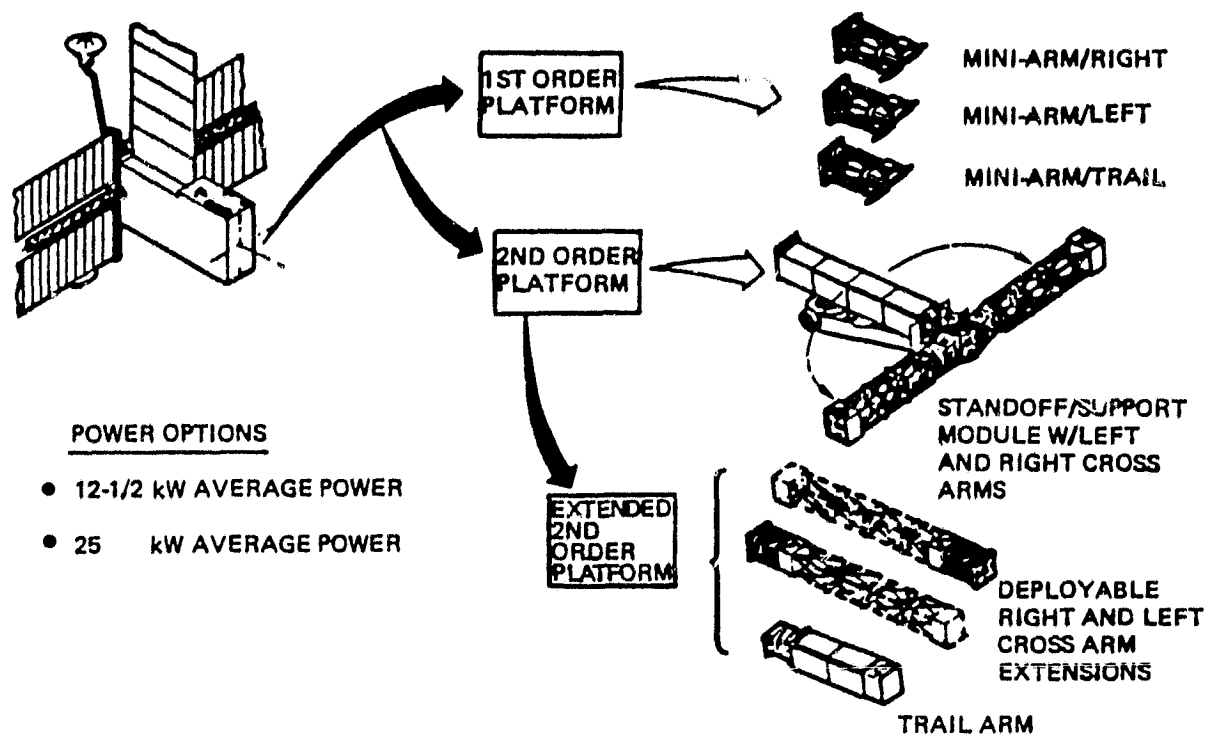 1ST ORDER
PLATFORM
MINI-ARM/RIGHT
MINI-ARM/LEFT
MINI-ARM/TRAIL
2ND ORDER
PLATFORM
STANDOFF/SUPPORT
MODULE W/LEFT
AND RIGHT CROSS
ARMS
POWER OPTIONS
● 12-1/2 kW AVERAGE POWER
● 25 kW AVERAGE POWER
EXTENDED
2ND
ORDER
PLATFORM
DEPLOYABLE
RIGHT AND LEFT
CROSS ARM
EXTENSIONS
TRAIL ARM